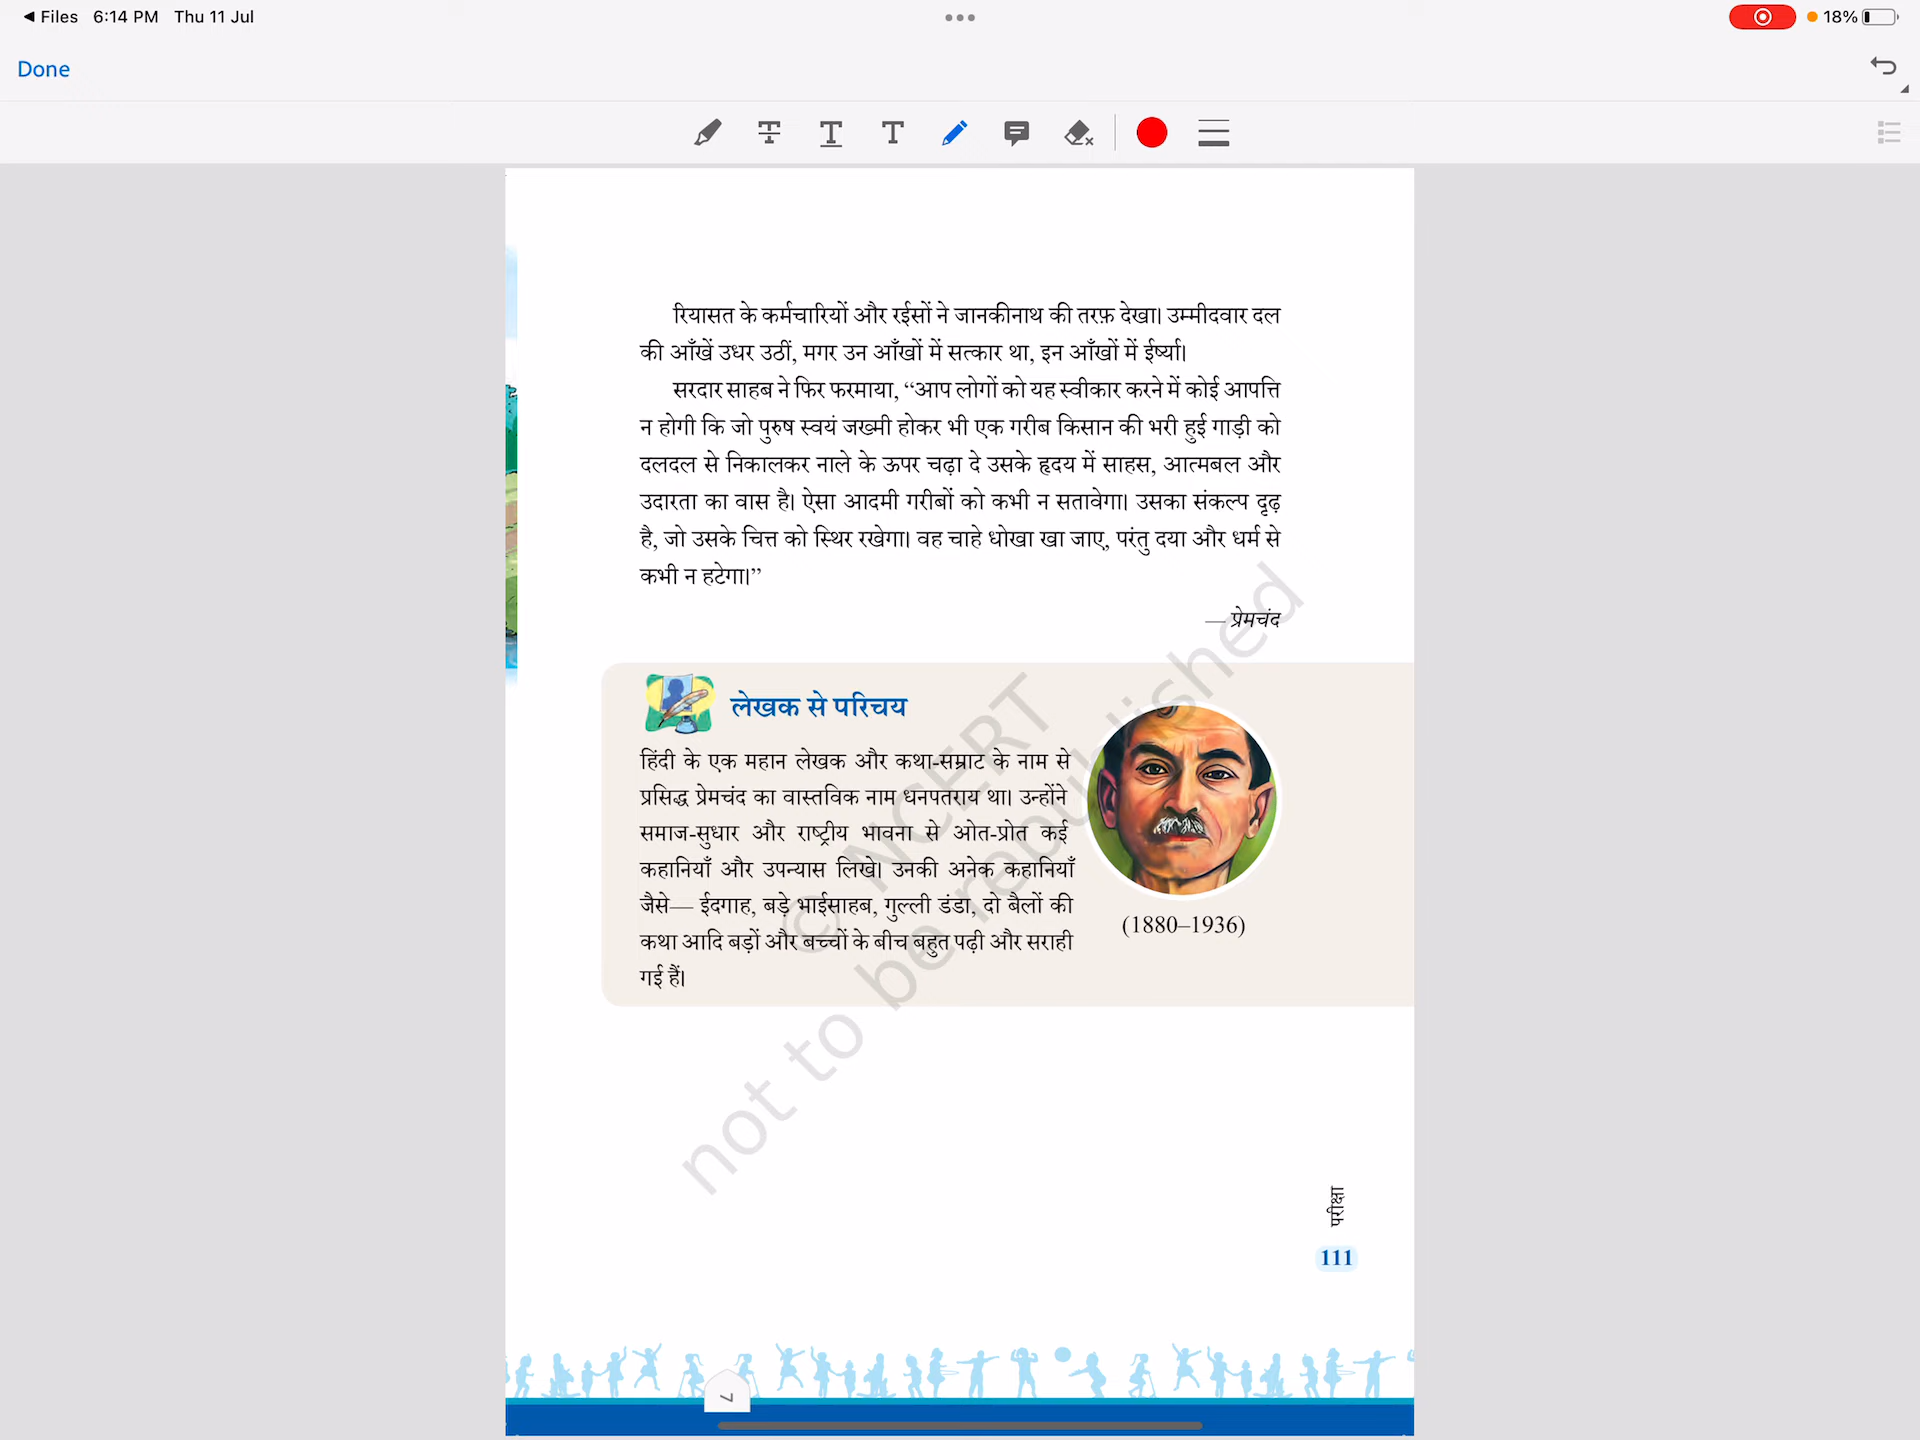 Files 6:14 PM Thu 11 Jul
18%
Done
रियासत के कर्मचारियों और रईसों ने जानकीनाथ की तरफ़ देखा। उम्मीदवार दल
की आँखें उधर उठीं, मगर उन आँखों में सत्कार था, इन आँखों में ईर्ष्या।
सरदार साहब ने फिर फरमाया, “आप लोगों को यह स्वीकार करने में कोई आपत्ति
न होगी कि जो पुरुष स्वयं जख्मी होकर भी एक गरीब किसान की भरी हुई गाड़ी को
दलदल से निकालकर नाले के ऊपर चढ़ा दे उसके हृदय में साहस, आत्मबल और
उदारता का वास है। ऐसा आदमी गरीबों को कभी न सतावेगा। उसका संकल्प दृढ़
है, जो उसके चित्त को स्थिर रखेगा। वह चाहे धोखा खा जाए, परंतु दया और धर्म से
कभी न हटेगा।”
— प्रेमचंद
लेखक से परिचय
हिंदी के एक महान लेखक और कथा-सम्राट के नाम से
प्रसिद्ध प्रेमचंद का वास्तविक नाम धनपतराय था। उन्होंने
समाज-सुधार और राष्ट्रीय भावना से ओत-प्रोत कई
कहानियाँ और उपन्यास लिखे। उनकी अनेक कहानियाँ
जैसे— ईदगाह, बड़े भाईसाहब, गुल्ली डंडा, दो बैलों की
कथा आदि बड़ों और बच्चों के बीच बहुत पढ़ी और सराही
गई हैं।
(1880–1936)
© NCERT
not to be republished
परीक्षा
111